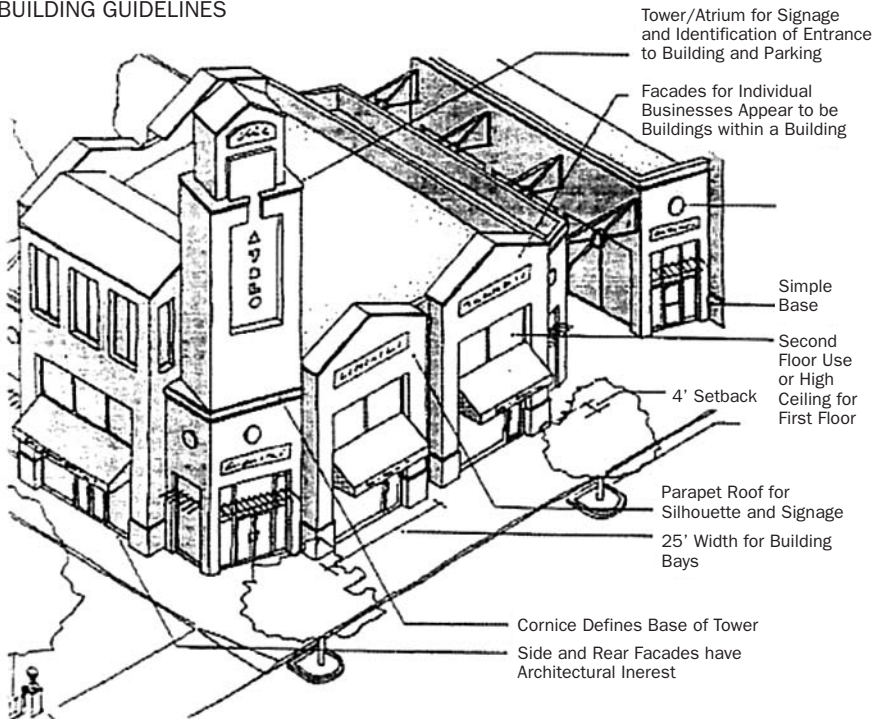 BUILDING GUIDELINES
Tower/Atrium for Signage
and Identification of Entrance
to Building and Parking
Facades for Individual
Businesses Appear to be
Buildings within a Building
Simple
Base
Second
Floor Use
or High
Ceiling for
First Floor
4' Setback
Parapet Roof for
Silhouette and Signage
25' Width for Building
Bays
Cornice Defines Base of Tower
Side and Rear Facades have
Architectural Inerest